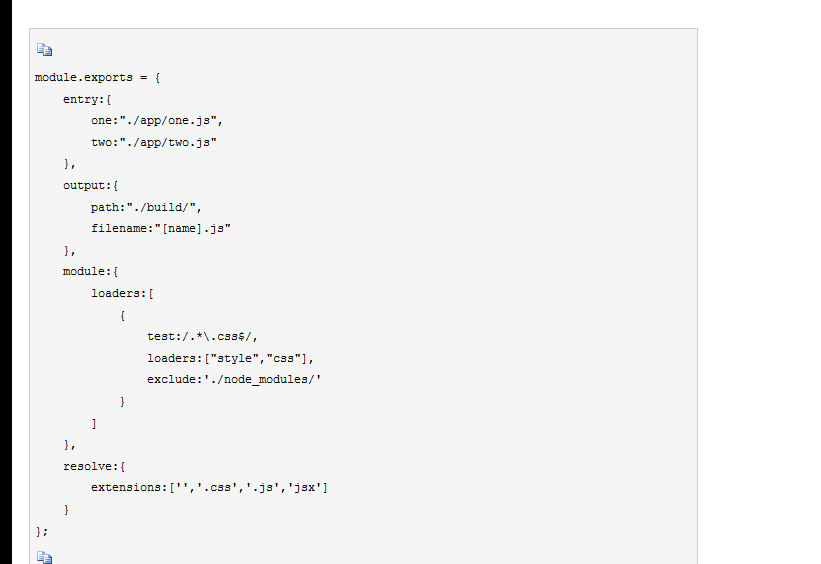 module.exports = {
    entry:{
        one:"./app/one.js",
        two:"./app/two.js"
    },
    output:{
        path:"./build/",
        filename:"[name].js"
    },
    module:{
        loaders:[
            {
                test:/.*\.css$/,
                loaders:["style","css"],
                exclude:'./node_modules/'
            }
        ]
    },
    resolve:{
        extensions:['','.css','.js','jsx']
    }
};